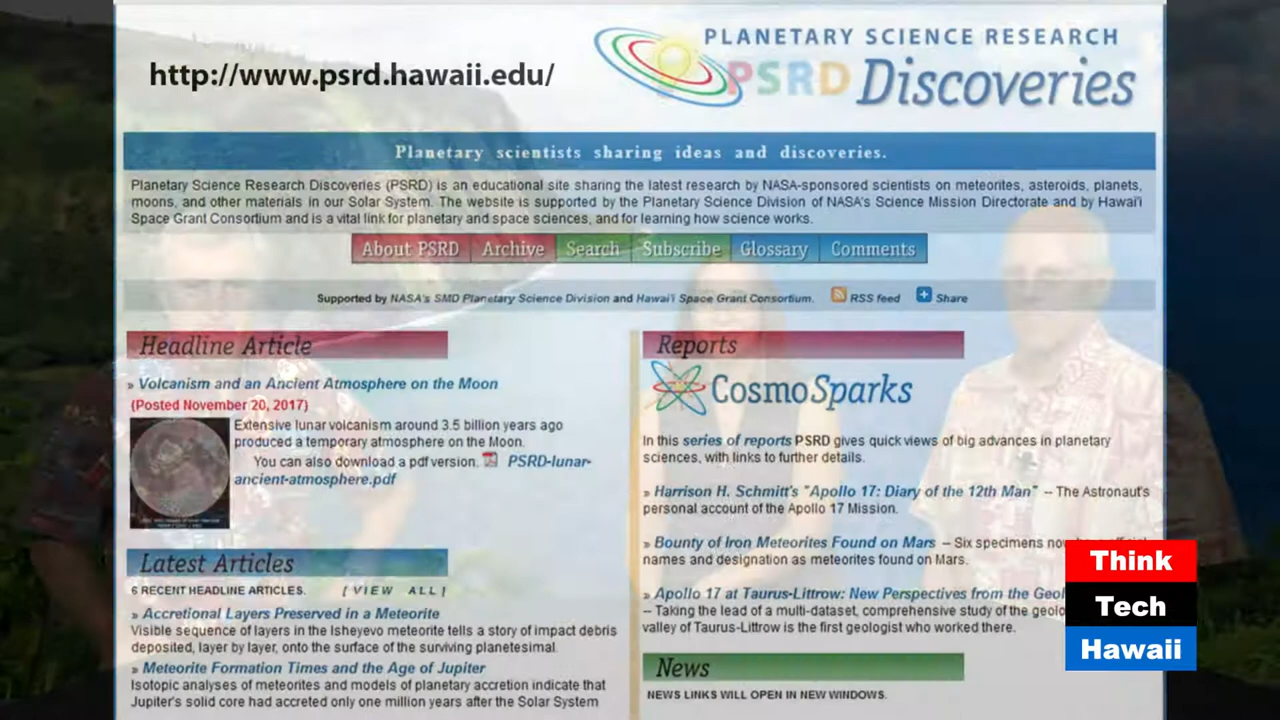 http://www.psrd.hawaii.edu/
PLANETARY SCIENCE RESEARCH
PSRD Discoveries
Planetary scientists sharing ideas and discoveries.
Planetary Science Research Discoveries (PSRD) is an educational site sharing the latest research by NASA-sponsored scientists on meteorites, asteroids, planets,
moons, and other materials in our Solar System. The website is supported by the Planetary Science Division of NASA's Science Mission Directorate and by Hawai'i
Space Grant Consortium and is a vital link for planetary and space sciences, and for learning how science works.
About PSRD Archive Search Subscribe Glossary Comments
Supported by NASA's SMD Planetary Science Division and Hawai'i Space Grant Consortium. RSS feed Share
Headline Article
» Volcanism and an Ancient Atmosphere on the Moon
(Posted November 20, 2017)
Extensive lunar volcanism around 3.5 billion years ago
produced a temporary atmosphere on the Moon.
You can also download a pdf version. PSRD-lunar-
ancient-atmosphere.pdf
Latest Articles
6 RECENT HEADLINE ARTICLES. [ VIEW ALL ]
» Accretional Layers Preserved in a Meteorite
Visible sequence of layers in the Isheyevo meteorite tells a story of impact debris
deposited, layer by layer, onto the surface of the surviving planetesimal.
» Meteorite Formation Times and the Age of Jupiter
Isotopic analyses of meteorites and models of planetary accretion indicate that
Jupiter's solid core had accreted only one million years after the Solar System
Reports
CosmoSparks
In this series of reports PSRD gives quick views of big advances in planetary
sciences, with links to further details.
» Harrison H. Schmitt's "Apollo 17: Diary of the 12th Man" -- The Astronaut's
personal account of the Apollo 17 Mission.
» Bounty of Iron Meteorites Found on Mars -- Six specimens
names and designation as meteorites found on Mars.
» Apollo 17 at Taurus-Littrow: New Perspectives from the
-- Taking the lead of a multi-dataset, comprehensive study of the
valley of Taurus-Littrow is the first geologist who worked there.
News
NEWS LINKS WILL OPEN IN NEW WINDOWS.
Think
Tech
Hawaii